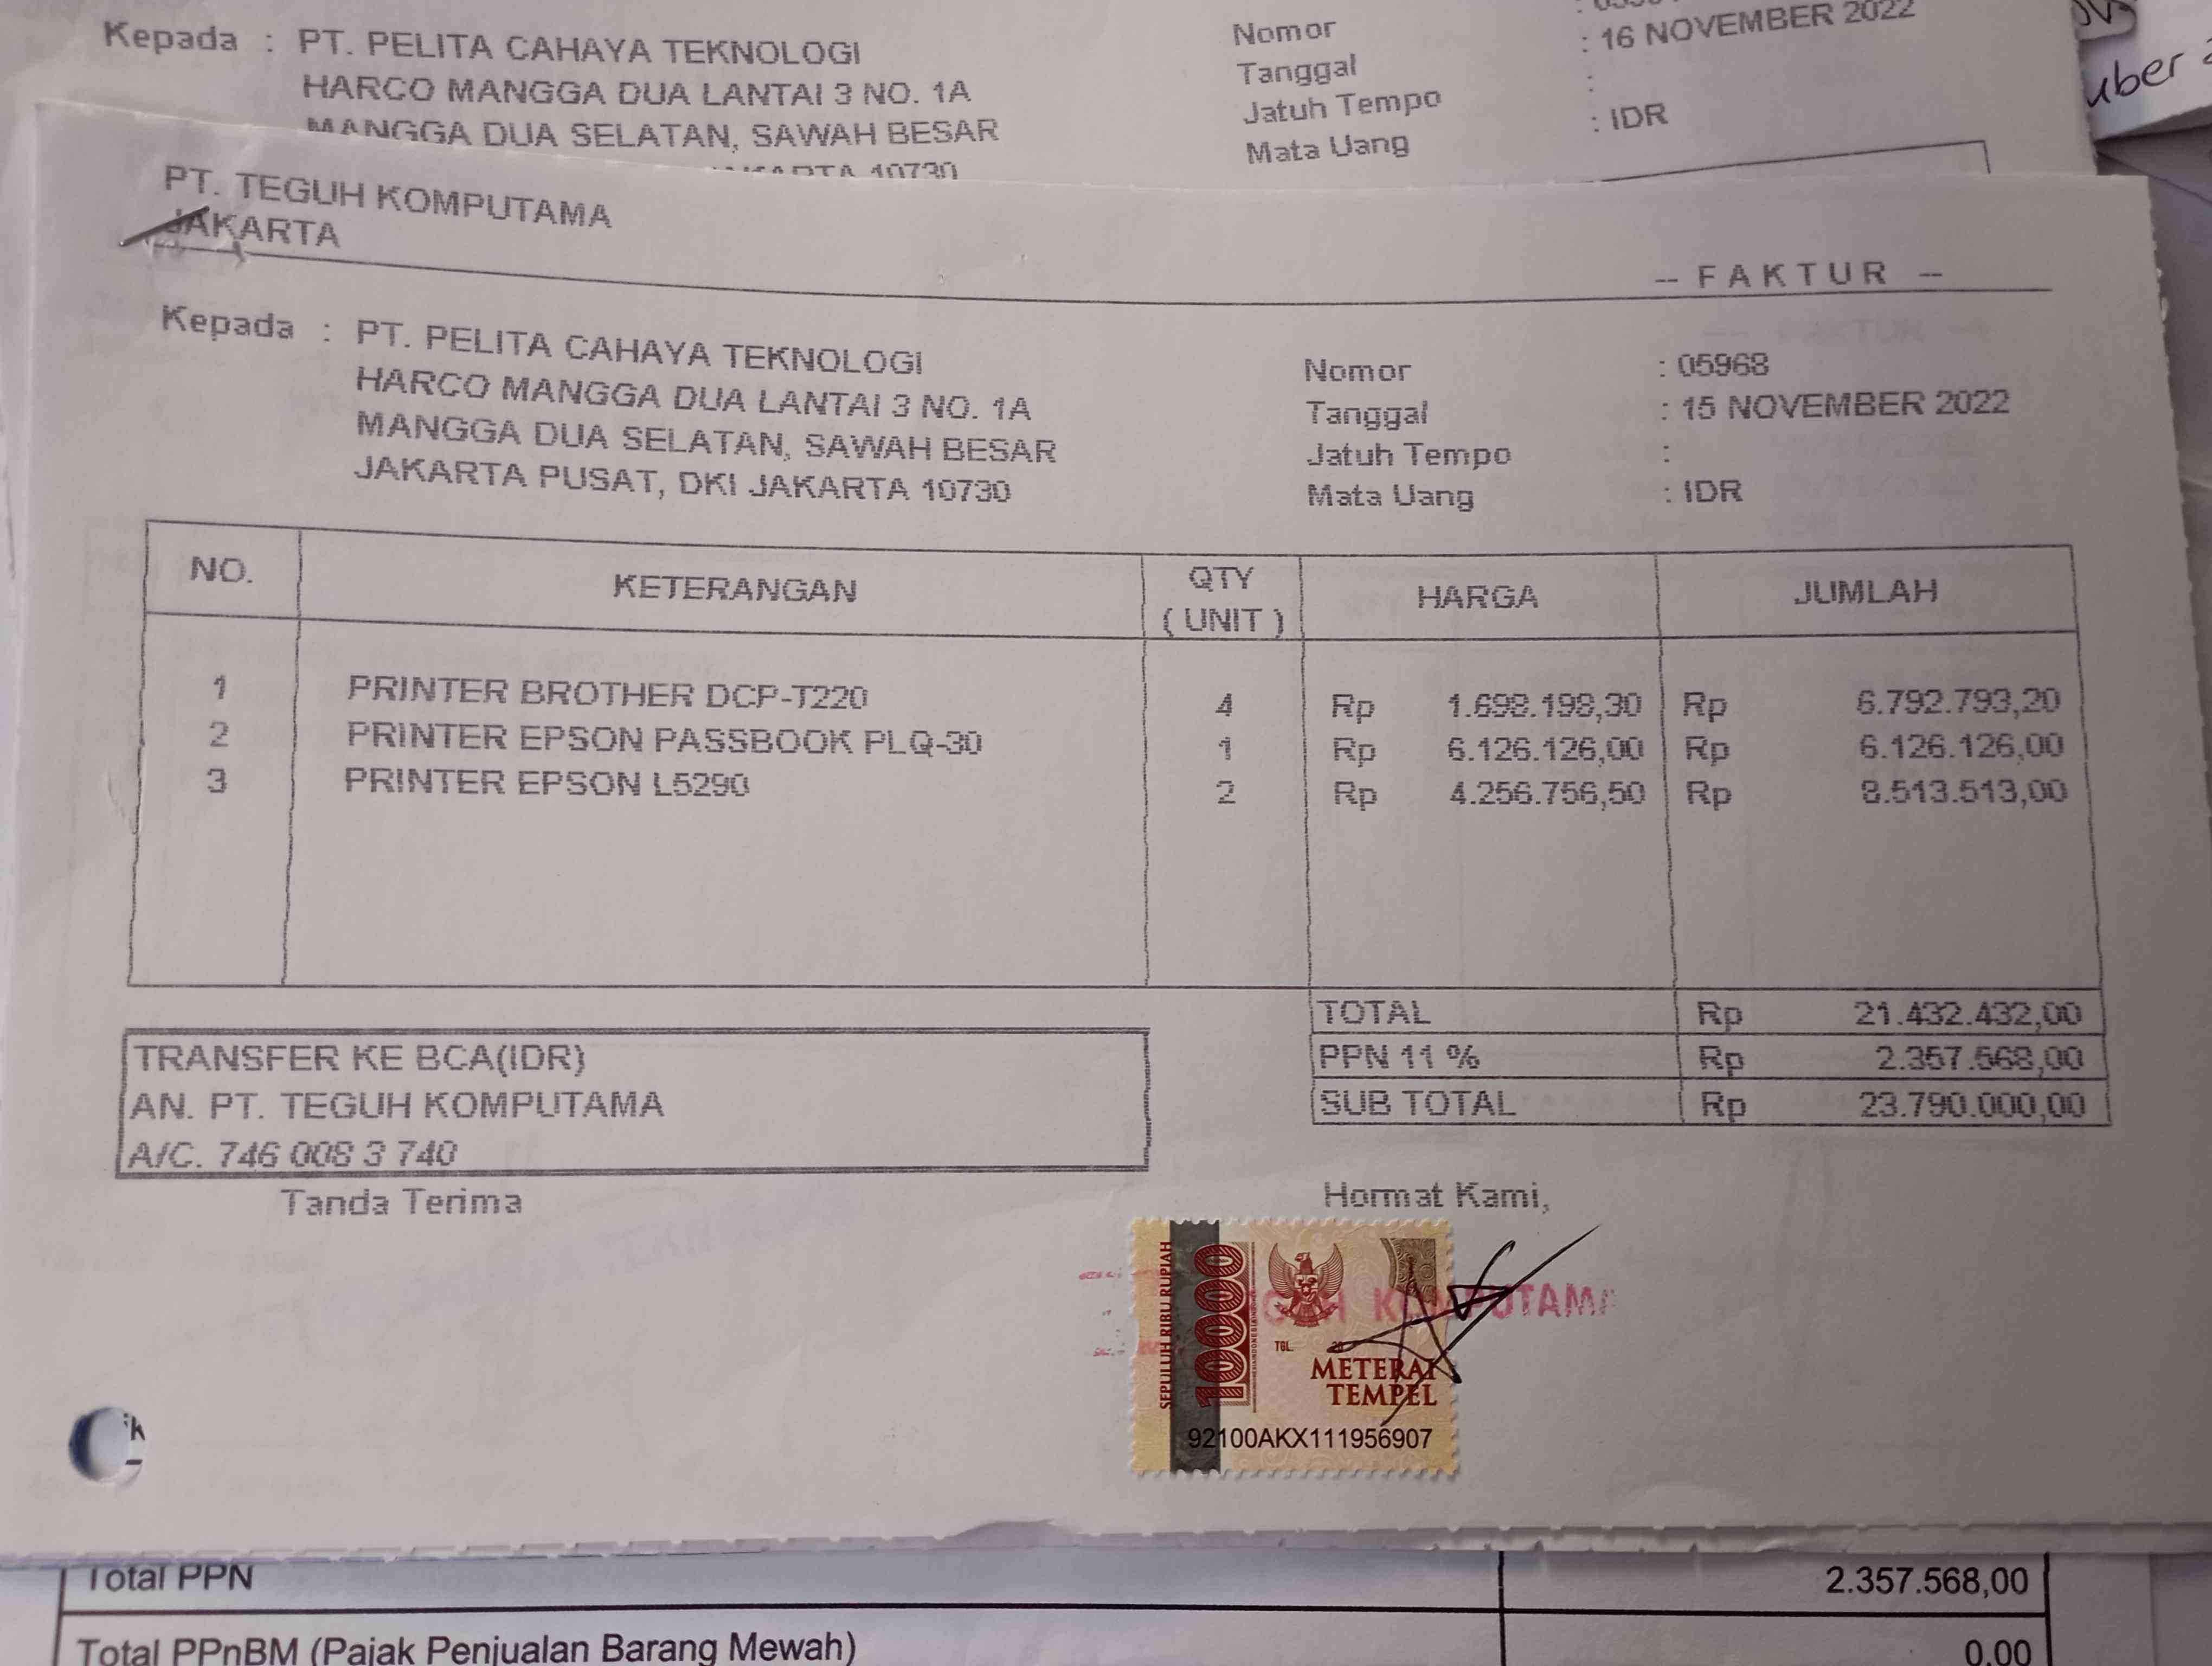 Kepada : PT. PELITA CAHAYA TEKNOLOGI
HARCO MANGGA DUA LANTAI 3 NO. 1A
MANGGA DUA SELATAN, SAWAH BESAR
10730
Nomor :
Tanggal : 16 NOVEMBER 2022
Jatuh Tempo :
Mata Uang : IDR
PT. TEGUH KOMPUTAMA
JAKARTA
-- F A K T U R --
Kepada : PT. PELITA CAHAYA TEKNOLOGI
HARCO MANGGA DUA LANTAI 3 NO. 1A
MANGGA DUA SELATAN, SAWAH BESAR
JAKARTA PUSAT, DKI JAKARTA 10730
Nomor : 05968
Tanggal : 15 NOVEMBER 2022
Jatuh Tempo :
Mata Uang : IDR
NO. KETERANGAN QTY ( UNIT ) HARGA JUMLAH
1 PRINTER BROTHER DCP-T220 4 Rp 1.698.198,30 Rp 6.792.793,20
2 PRINTER EPSON PASSBOOK PLQ-30 1 Rp 6.126.126,00 Rp 6.126.126,00
3 PRINTER EPSON L5290 2 Rp 4.256.756,50 Rp 8.513.513,00
TOTAL Rp 21.432.432,00
PPN 11 % Rp 2.357.568,00
SUB TOTAL Rp 23.790.000,00
TRANSFER KE BCA(IDR)
AN. PT. TEGUH KOMPUTAMA
A/C. 746 008 3 740
Tanda Terima
Hormat Kami,
SEPULUH RIBU RUPIAH
10000
TGL. 20
METERAI
TEMPEL
92100AKX111956907
KOMPUTAMA
Total PPN 2.357.568,00
Total PPnBM (Pajak Penjualan Barang Mewah) 0,00